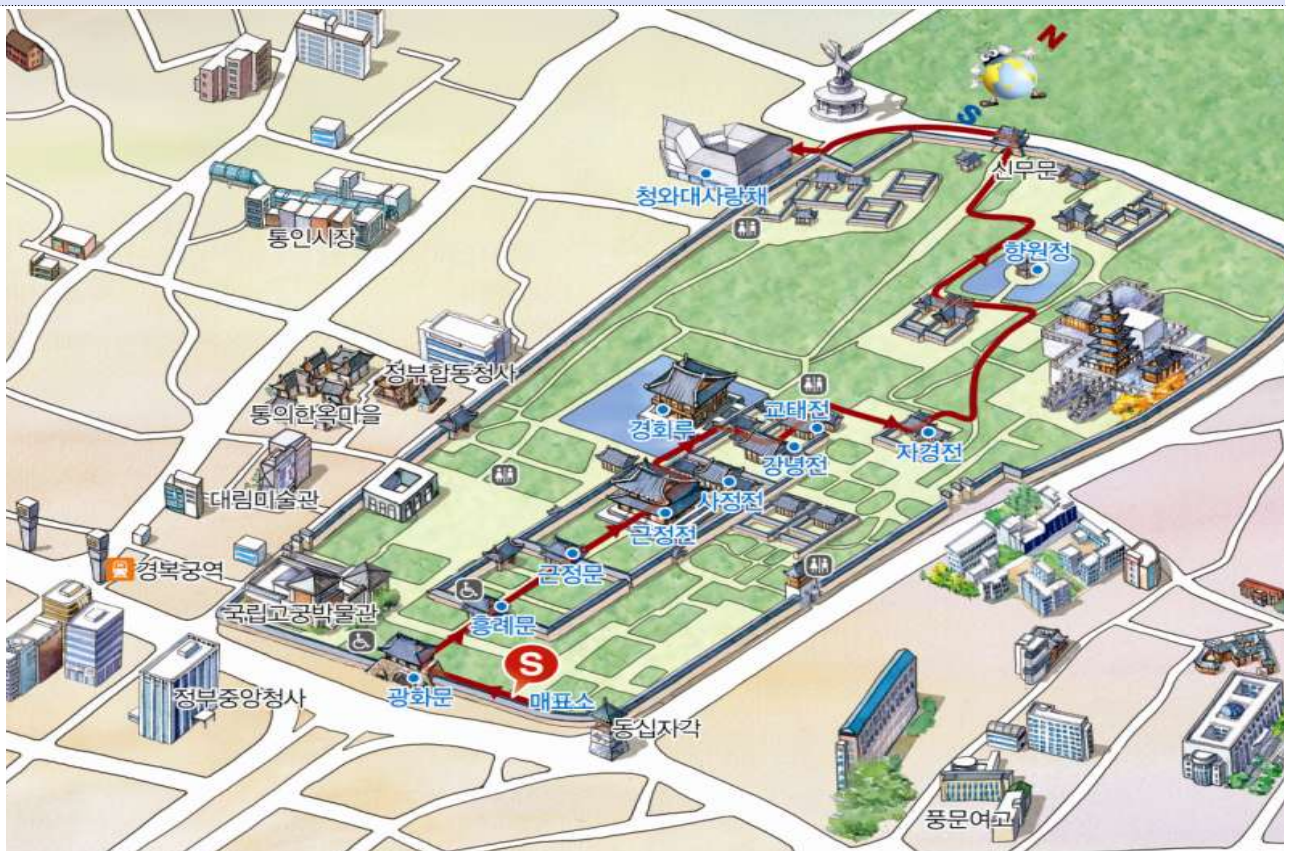 N
S
신무문
청와대사랑채
통인시장
향원정
정부합동청사
통의한옥마을
경회루
교태전
강녕전
자경전
대림미술관
사정전
근정전
경복궁역
근정문
국립고궁박물관
흥례문
S
매표소
광화문
정부중앙청사
동십자각
풍문여고